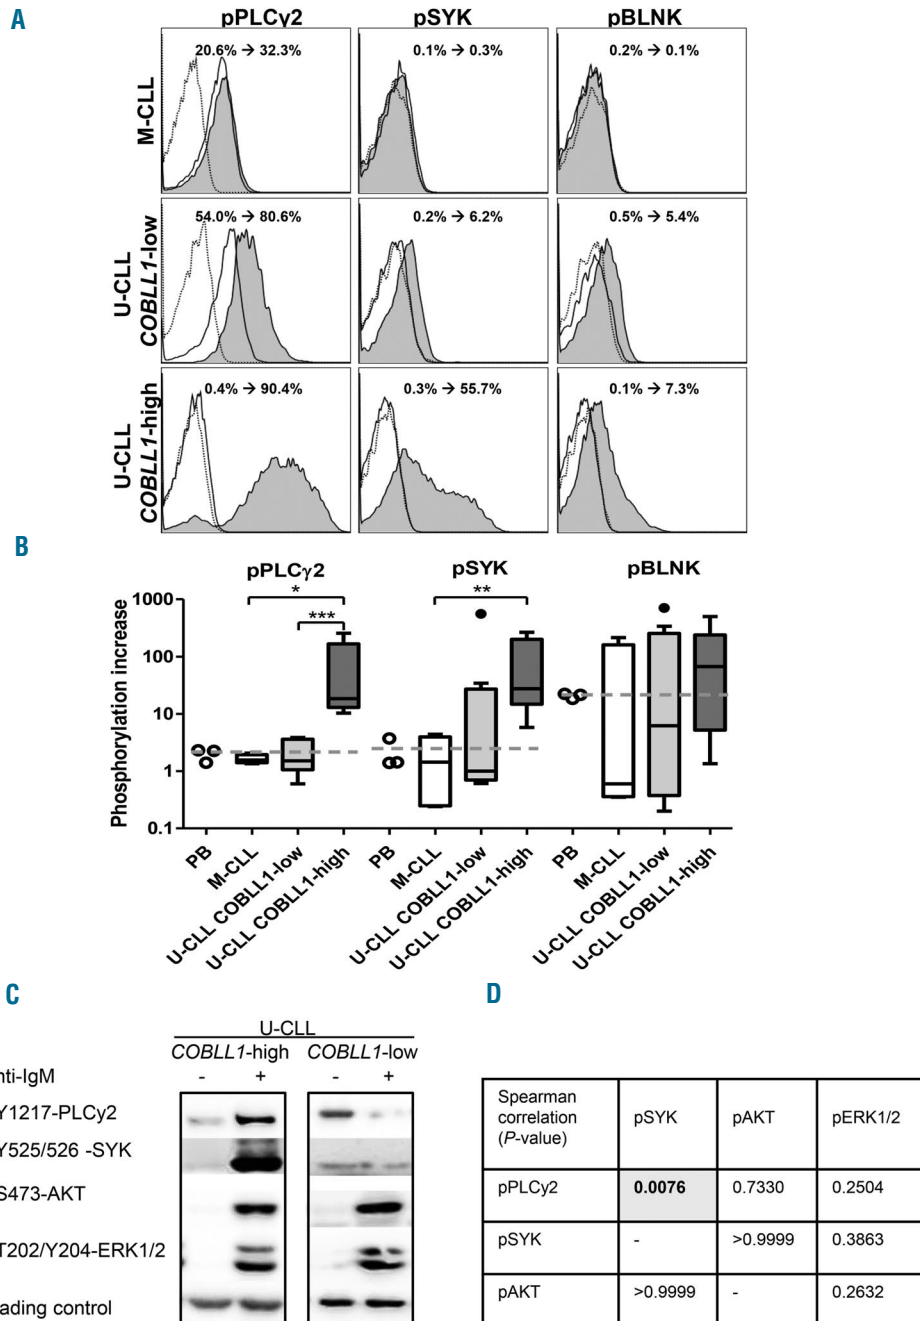 A
pPLCγ2 pSYK pBLNK
M-CLL
20.6% → 32.3% 0.1% → 0.3% 0.2% → 0.1%
U-CLL
COBLL1-low
54.0% → 80.6% 0.2% → 6.2% 0.5% → 5.4%
U-CLL
COBLL1-high
0.4% → 90.4% 0.3% → 55.7% 0.1% → 7.3%
B
pPLCγ2 pSYK pBLNK
* **
***
Phosphorylation increase
1000
100
10
1
0.1
PB M-CLL U-CLL COBLL1-low U-CLL COBLL1-high PB M-CLL U-CLL COBLL1-low U-CLL COBLL1-high PB M-CLL U-CLL COBLL1-low U-CLL COBLL1-high
C
U-CLL
COBLL1-high COBLL1-low
nti-IgM - + - +
Y1217-PLCy2
Y525/526 -SYK
S473-AKT
T202/Y204-ERK1/2
ading control
D
Spearman
correlation
(P-value) pSYK pAKT pERK1/2
pPLCy2 0.0076 0.7330 0.2504
pSYK - >0.9999 0.3863
pAKT >0.9999 - 0.2632